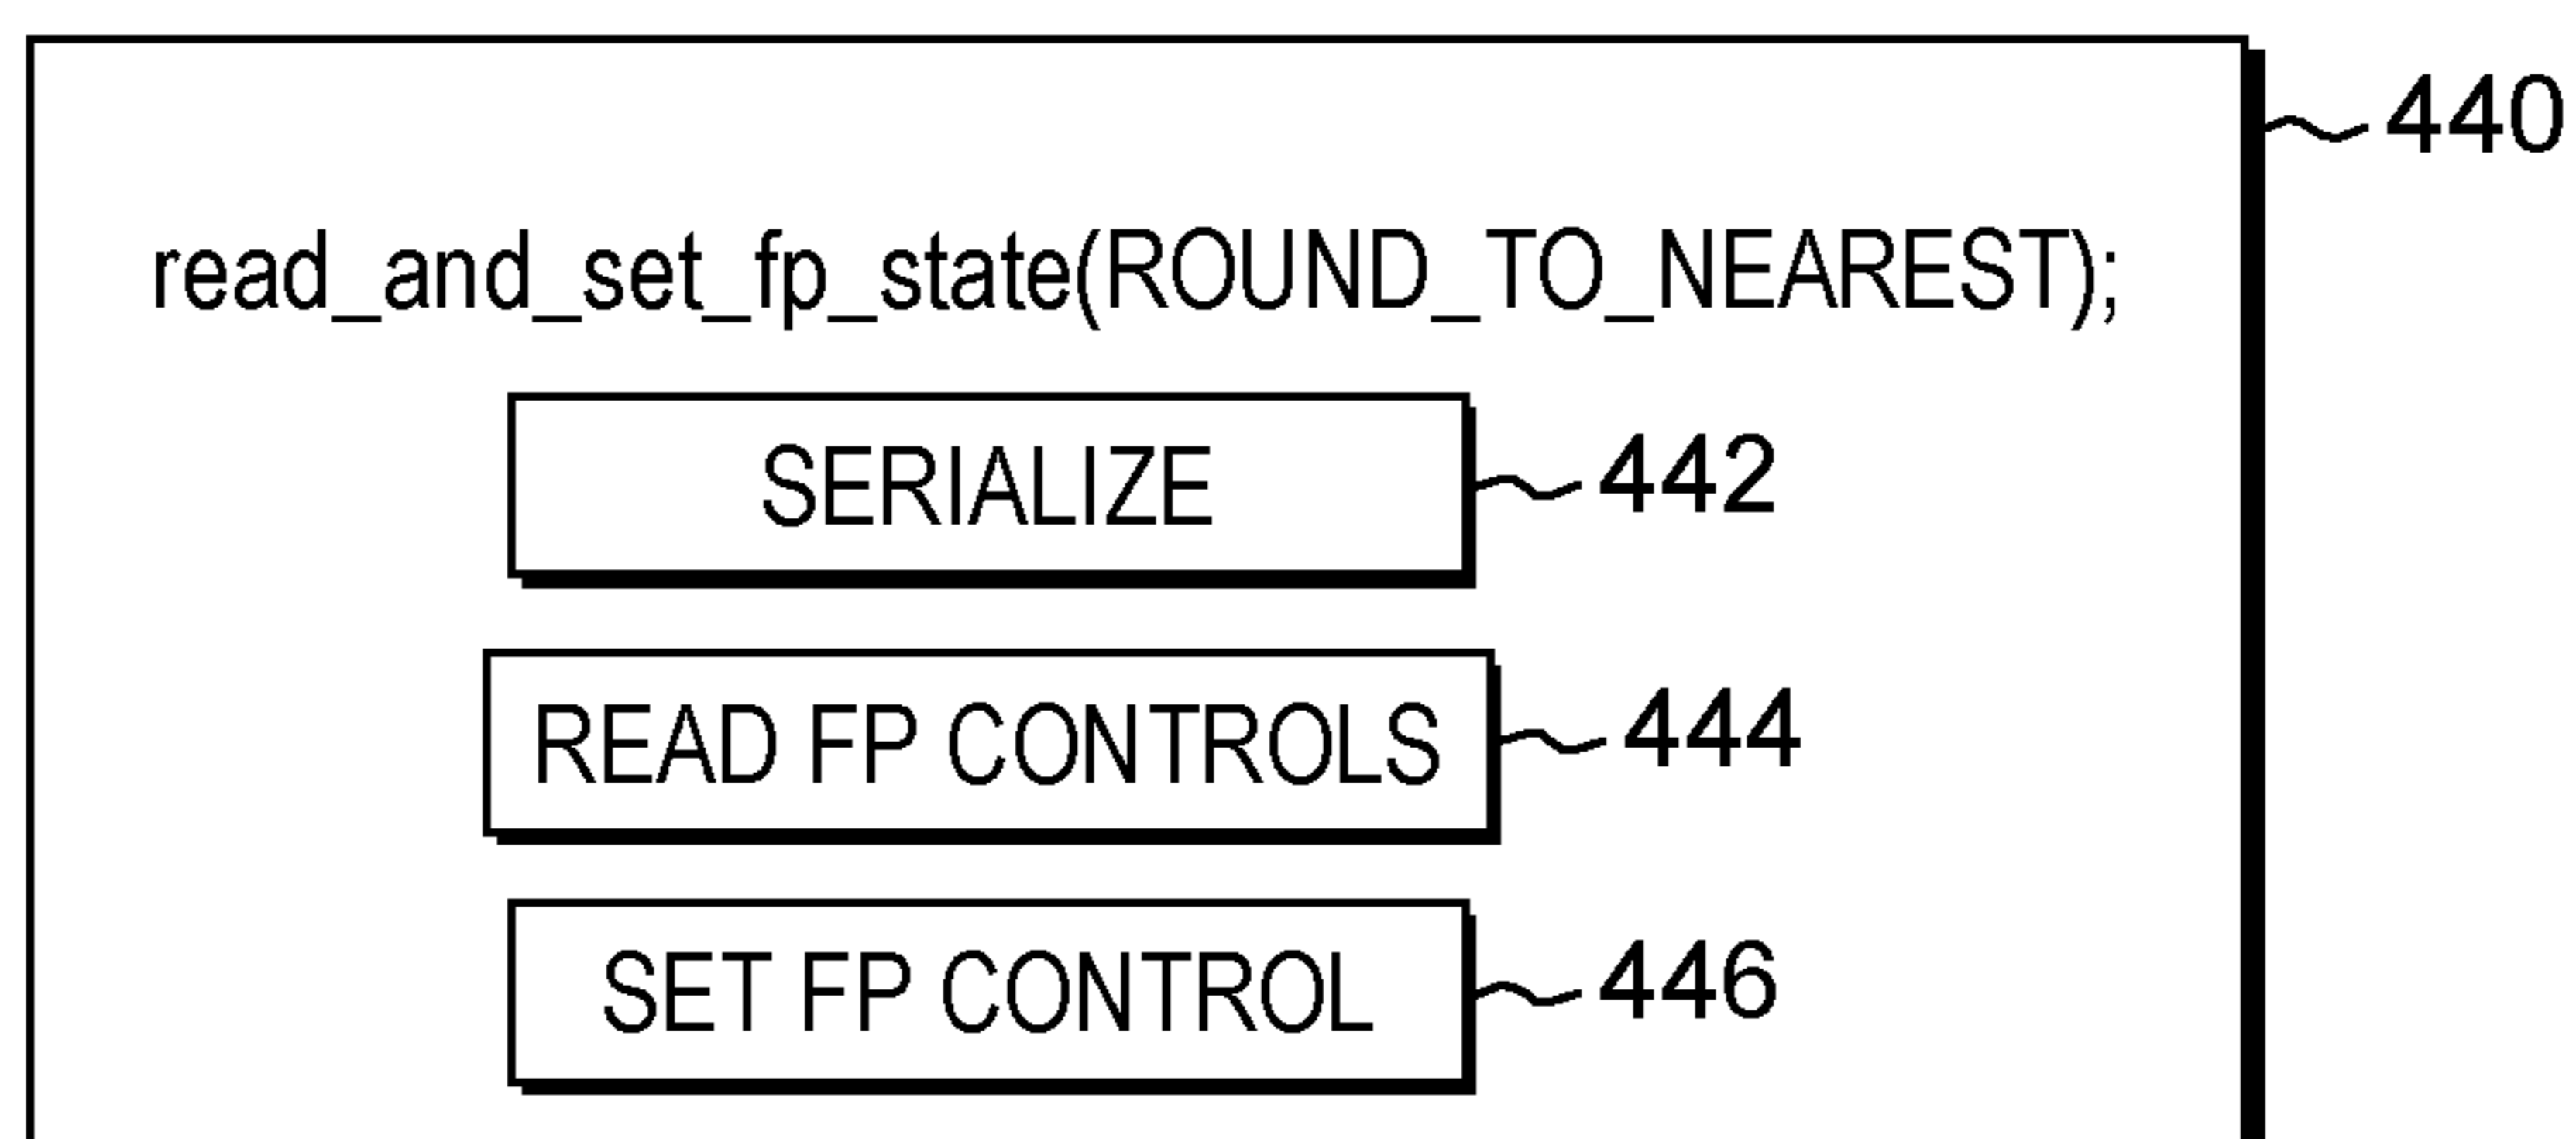 440
read_and_set_fp_state(ROUND_TO_NEAREST);
SERIALIZE 442
READ FP CONTROLS 444
SET FP CONTROL 446